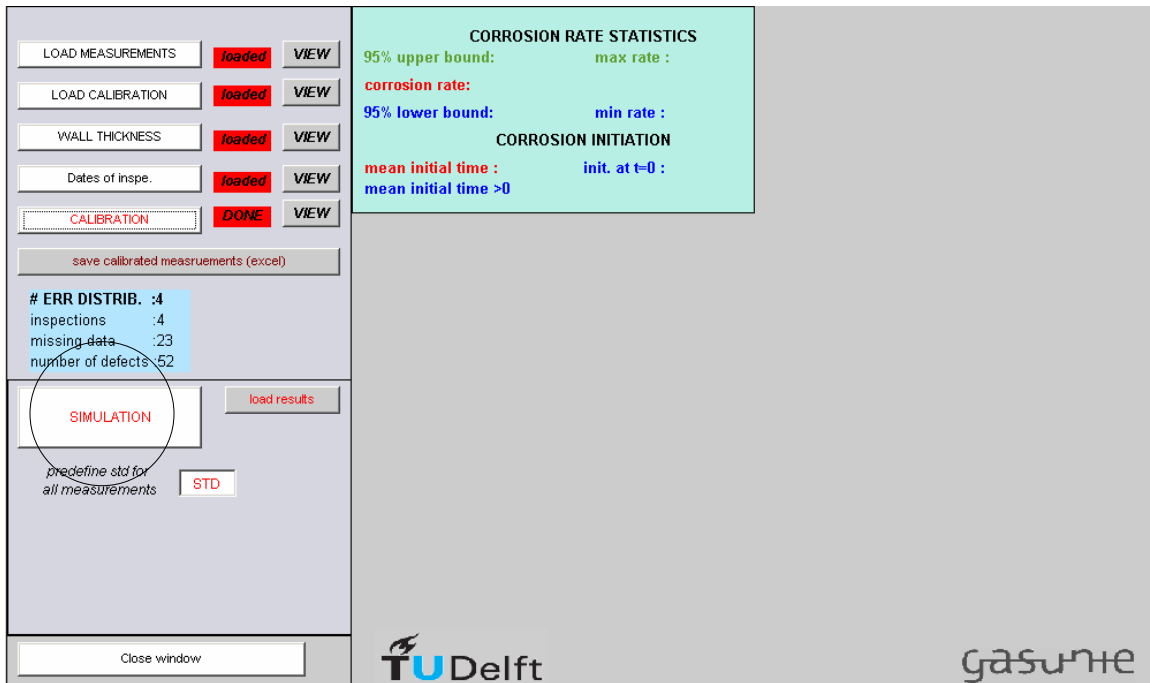 LOAD MEASUREMENTS loaded VIEW
LOAD CALIBRATION loaded VIEW
WALL THICKNESS loaded VIEW
Dates of inspe. loaded VIEW
CALIBRATION DONE VIEW
save calibrated measruements (excel)
# ERR DISTRIB. :4
inspections :4
missing data :23
number of defects :52
SIMULATION load results
predefine std for
all measurements STD
Close window
CORROSION RATE STATISTICS
95% upper bound: max rate :
corrosion rate:
95% lower bound: min rate :
CORROSION INITIATION
mean initial time : init. at t=0 :
mean initial time >0
TU Delft
gasunie